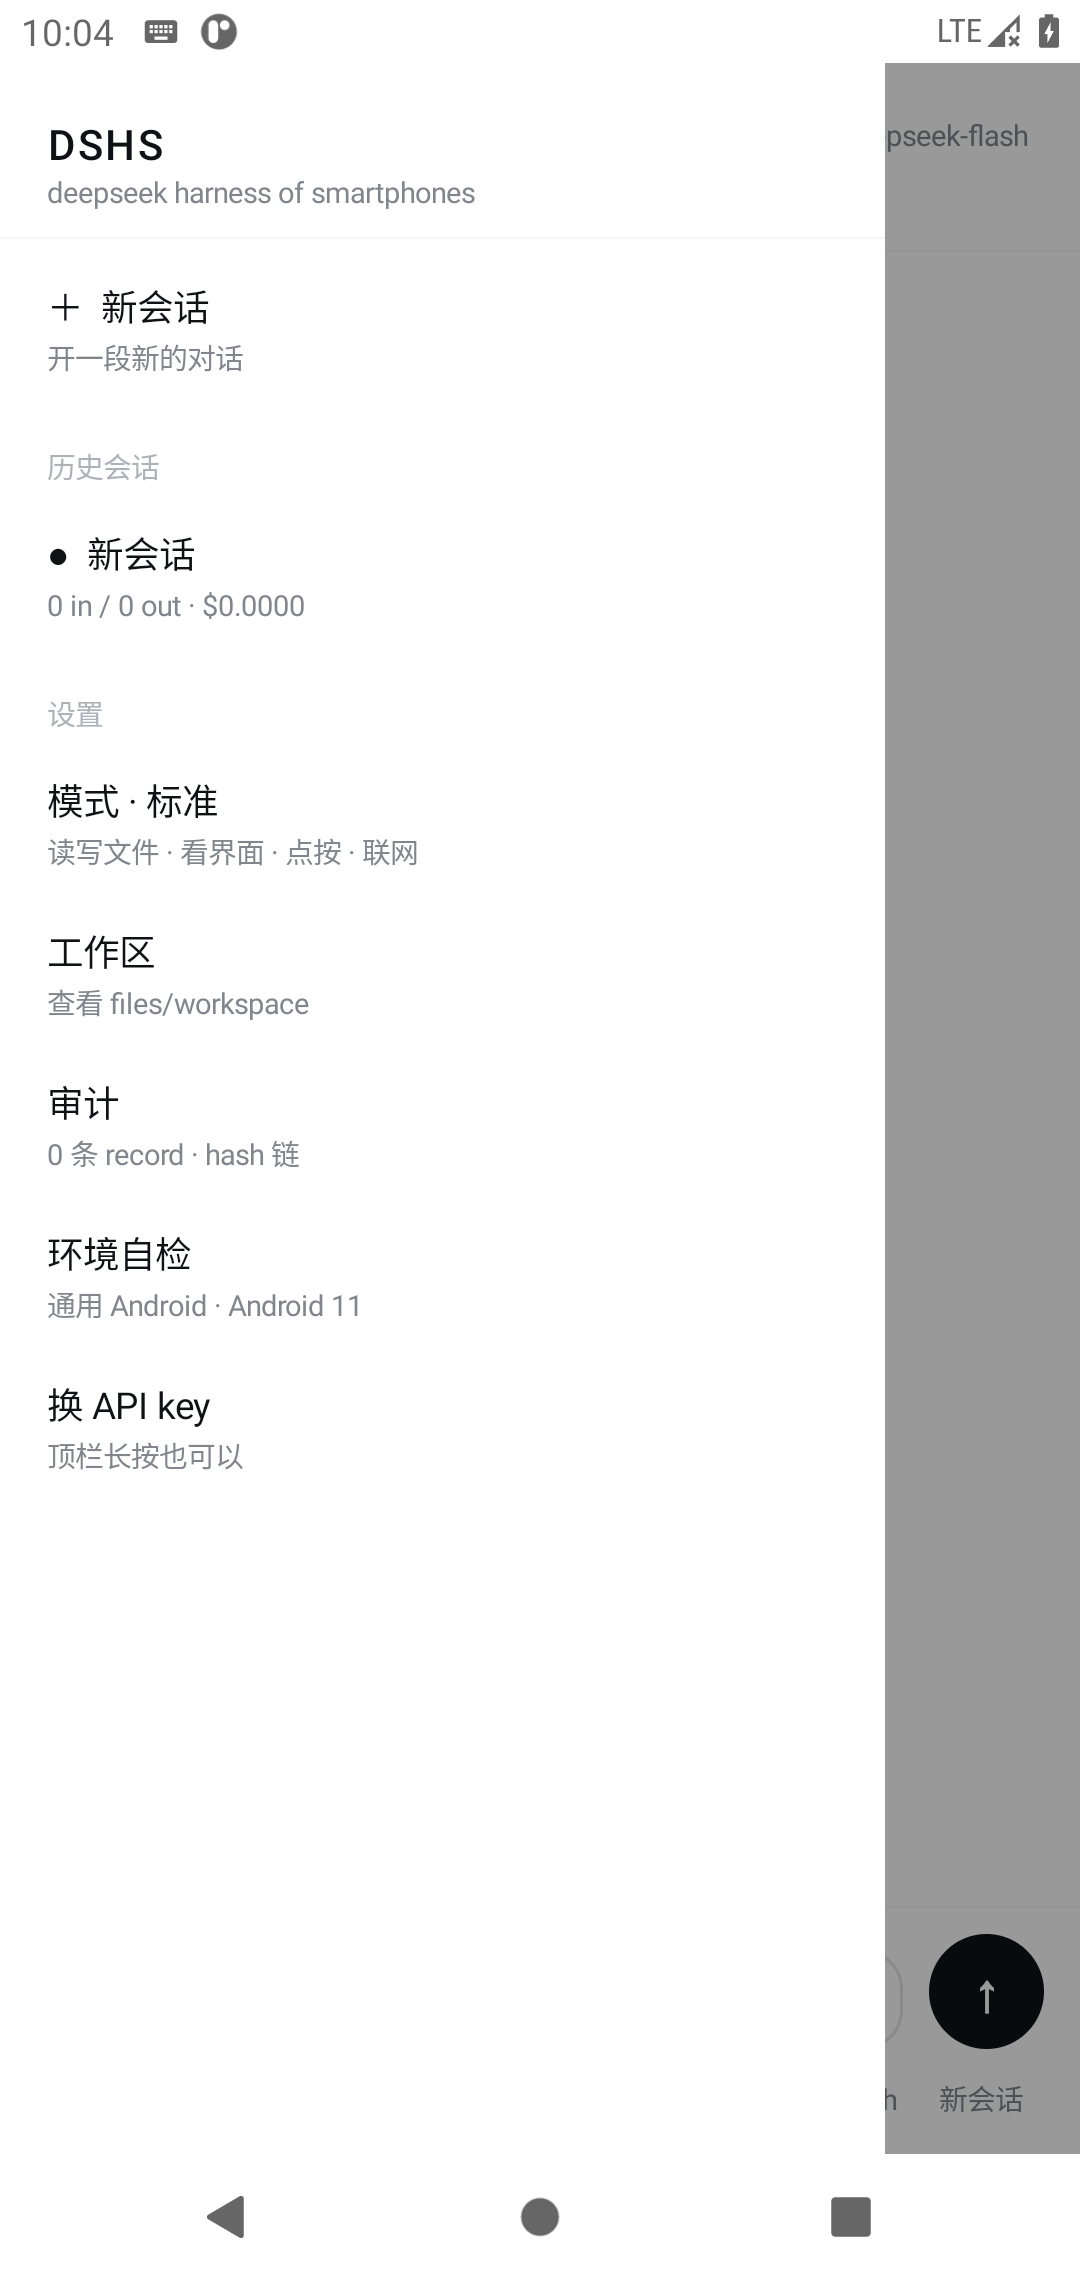 10:04
LTE
DSHS
deepseek harness of smartphones
pseek-flash
＋ 新会话
开一段新的对话
历史会话
● 新会话
0 in / 0 out · $0.0000
设置
模式 · 标准
读写文件 · 看界面 · 点按 · 联网
工作区
查看 files/workspace
审计
0 条 record · hash 链
环境自检
通用 Android · Android 11
换 API key
顶栏长按也可以
↑
h
新会话